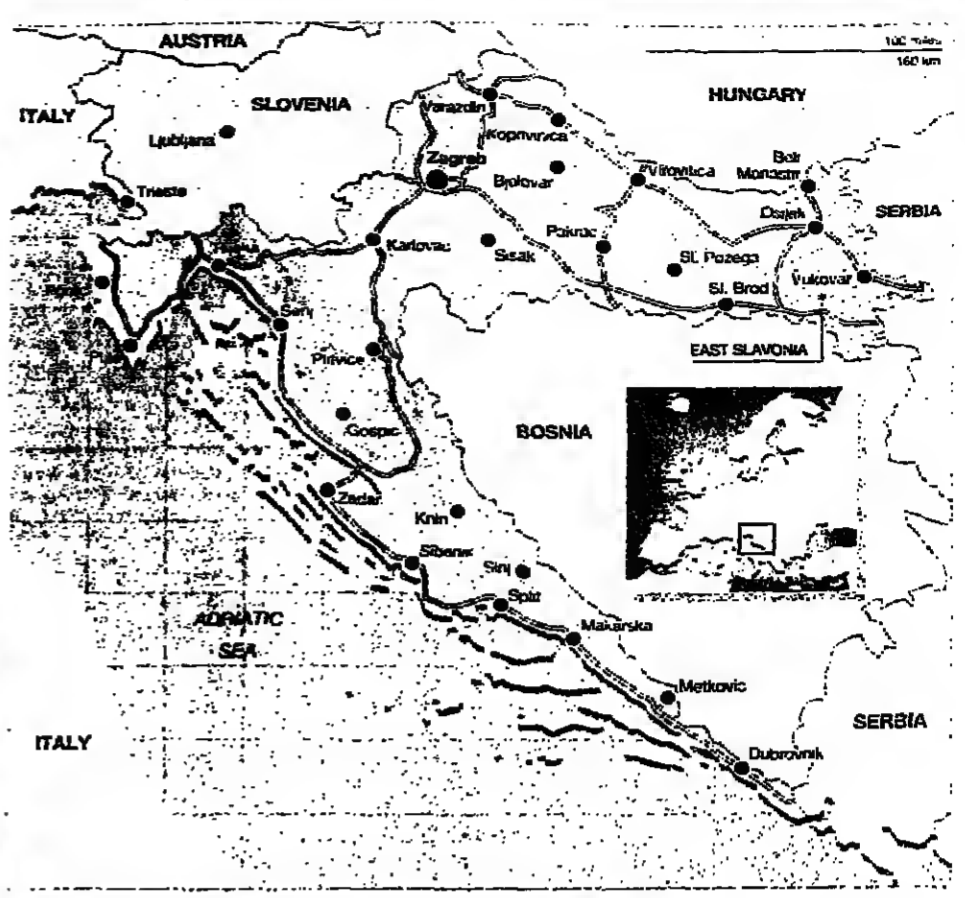 AUSTRIA
100 miles
160 km
ITALY
SLOVENIA
HUNGARY
Varazdin
Koprivnica
Ljubljana
Zagreb
Bjelovar
Virovitica
Beli
Monastir
Trieste
Osijek
SERBIA
Karlovac
Sisak
Pakrac
Sl. Pozega
Vukovar
Sl. Brod
Senj
EAST SLAVONIA
Plitvice
Gospic
BOSNIA
Zadar
Knin
Sibenik
Sinj
Split
ADRIATIC
SEA
Makarska
Metkovic
ITALY
SERBIA
Dubrovnik